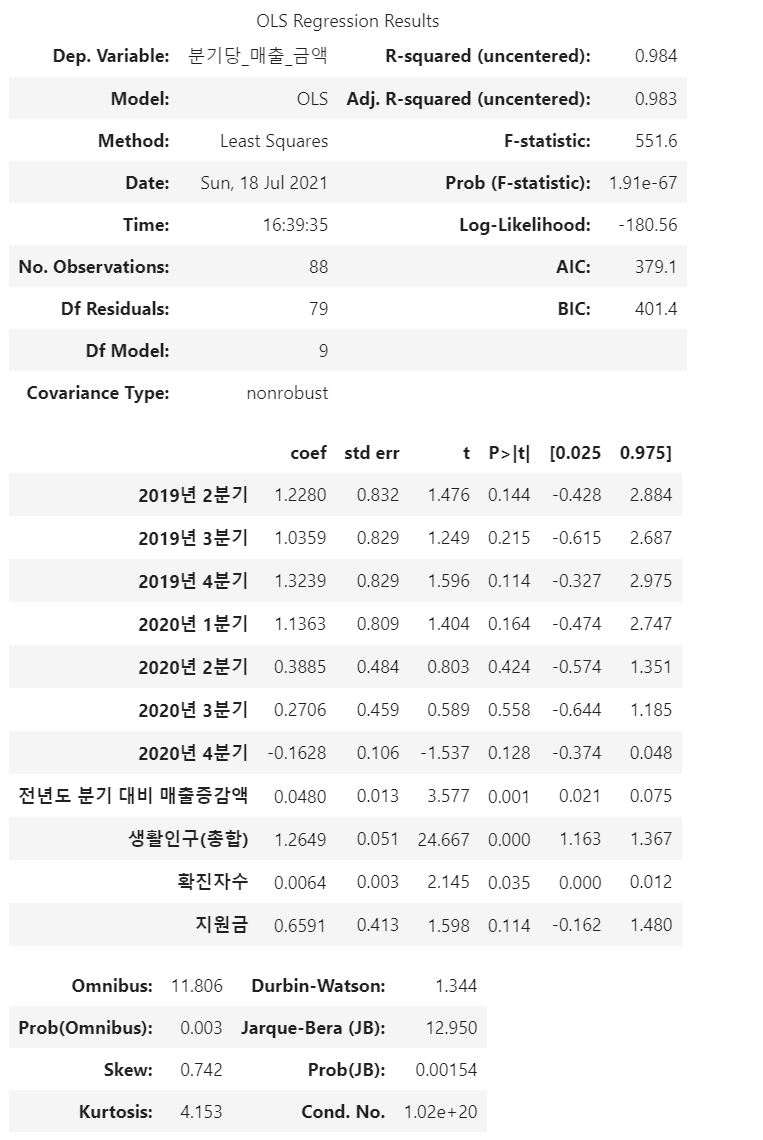 OLS Regression Results
Dep. Variable: 분기당_매출_금액 R-squared (uncentered): 0.984
Model: OLS Adj. R-squared (uncentered): 0.983
Method: Least Squares F-statistic: 551.6
Date: Sun, 18 Jul 2021 Prob (F-statistic): 1.91e-67
Time: 16:39:35 Log-Likelihood: -180.56
No. Observations: 88 AIC: 379.1
Df Residuals: 79 BIC: 401.4
Df Model: 9
Covariance Type: nonrobust
coef std err t P>|t| [0.025 0.975]
2019년 2분기 1.2280 0.832 1.476 0.144 -0.428 2.884
2019년 3분기 1.0359 0.829 1.249 0.215 -0.615 2.687
2019년 4분기 1.3239 0.829 1.596 0.114 -0.327 2.975
2020년 1분기 1.1363 0.809 1.404 0.164 -0.474 2.747
2020년 2분기 0.3885 0.484 0.803 0.424 -0.574 1.351
2020년 3분기 0.2706 0.459 0.589 0.558 -0.644 1.185
2020년 4분기 -0.1628 0.106 -1.537 0.128 -0.374 0.048
전년도 분기 대비 매출증감액 0.0480 0.013 3.577 0.001 0.021 0.075
생활인구(총합) 1.2649 0.051 24.667 0.000 1.163 1.367
확진자수 0.0064 0.003 2.145 0.035 0.000 0.012
지원금 0.6591 0.413 1.598 0.114 -0.162 1.480
Omnibus: 11.806 Durbin-Watson: 1.344
Prob(Omnibus): 0.003 Jarque-Bera (JB): 12.950
Skew: 0.742 Prob(JB): 0.00154
Kurtosis: 4.153 Cond. No. 1.02e+20